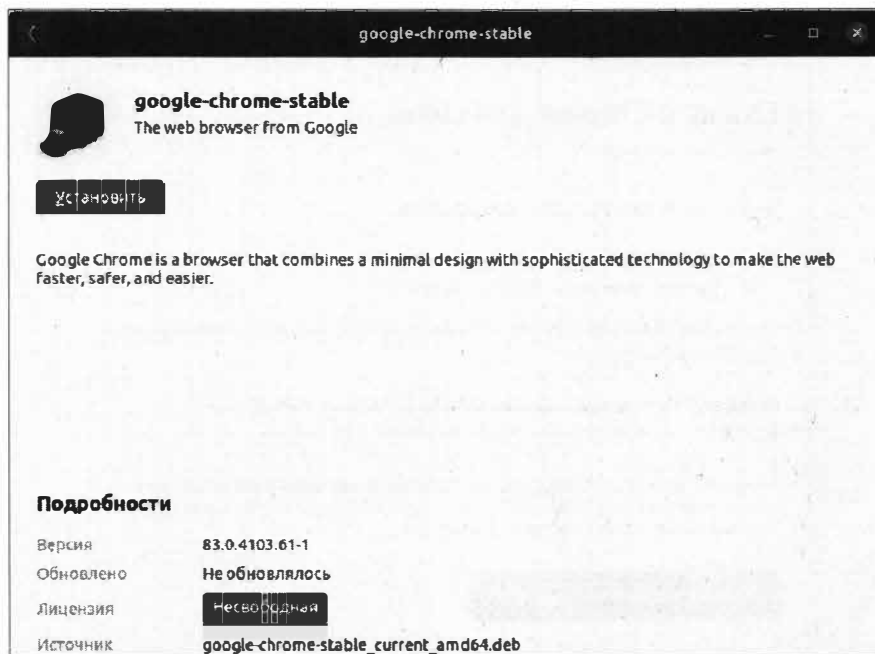 google-chrome-stable
google-chrome-stable
The web browser from Google
Установить
Google Chrome is a browser that combines a minimal design with sophisticated technology to make the web
faster, safer, and easier.
Подробности
Версия 83.0.4103.61-1
Обновлено Не обновлялось
Лицензия Несвободная
Источник google-chrome-stable_current_amd64.deb